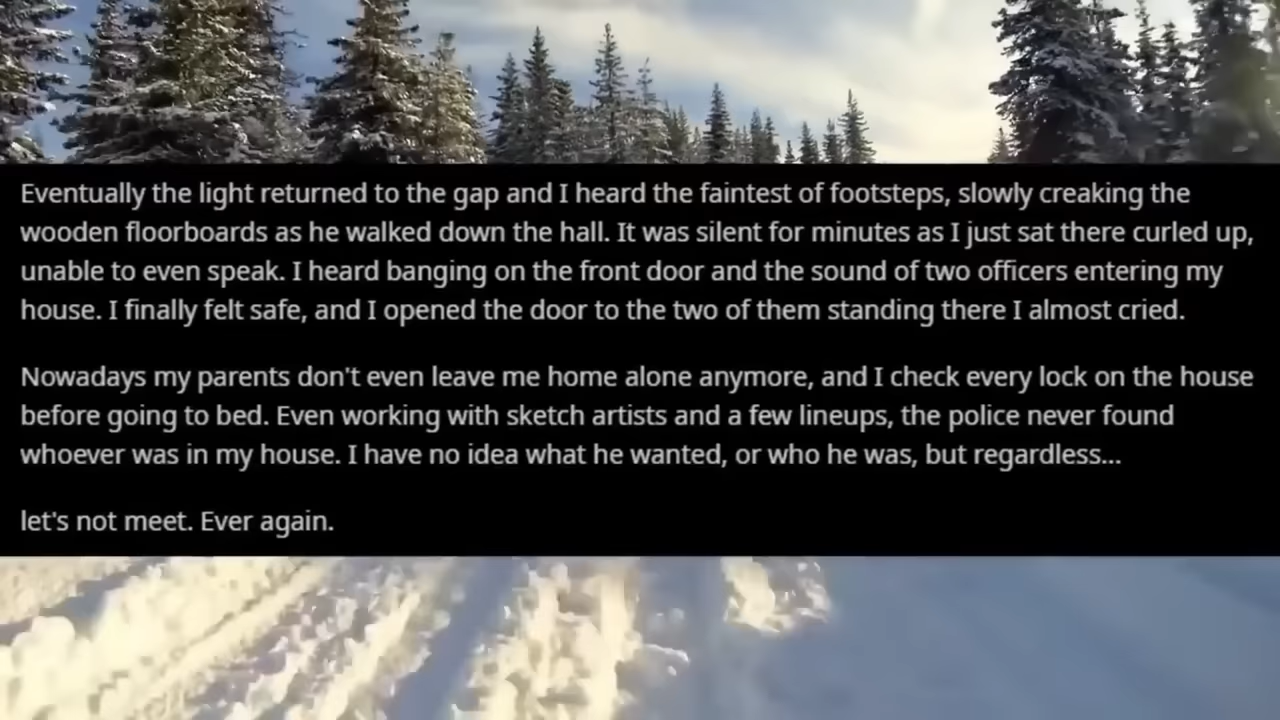 Eventually the light returned to the gap and I heard the faintest of footsteps, slowly creaking the
wooden floorboards as he walked down the hall. It was silent for minutes as I just sat there curled up,
unable to even speak. I heard banging on the front door and the sound of two officers entering my
house. I finally felt safe, and I opened the door to the two of them standing there I almost cried.
Nowadays my parents don't even leave me home alone anymore, and I check every lock on the house
before going to bed. Even working with sketch artists and a few lineups, the police never found
whoever was in my house. I have no idea what he wanted, or who he was, but regardless...
let's not meet. Ever again.